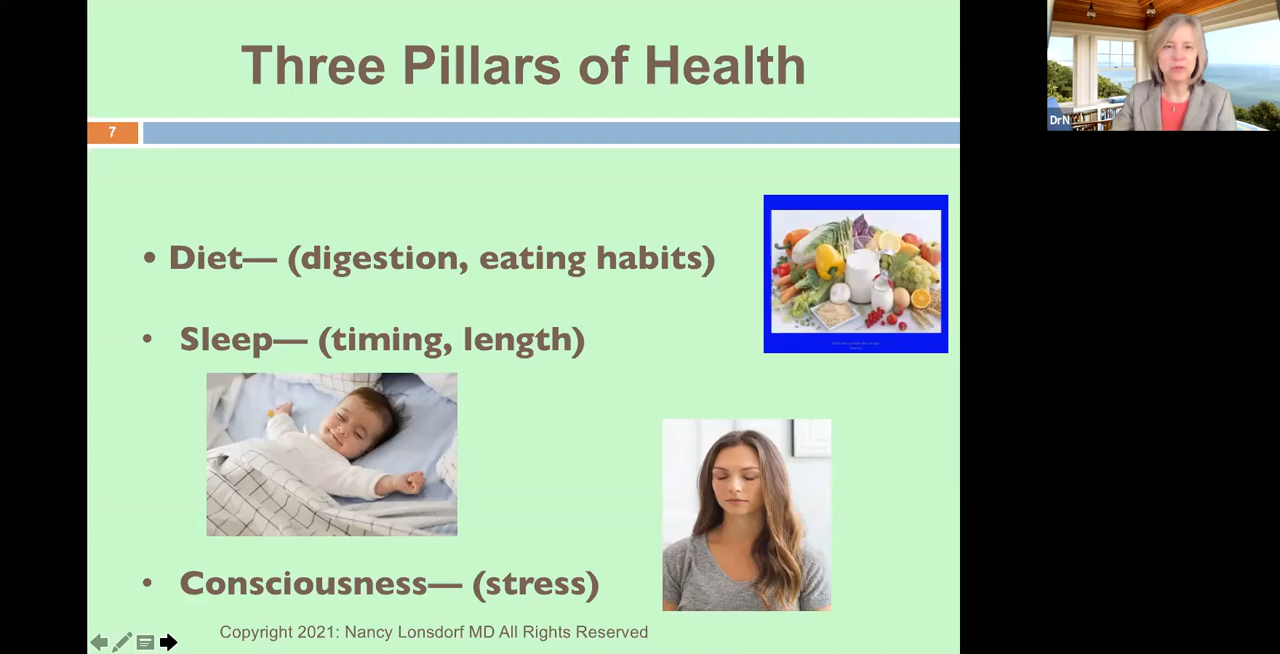 Three Pillars of Health
7
• Diet— (digestion, eating habits)
• Sleep— (timing, length)
• Consciousness— (stress)
Copyright 2021: Nancy Lonsdorf MD All Rights Reserved
DrN